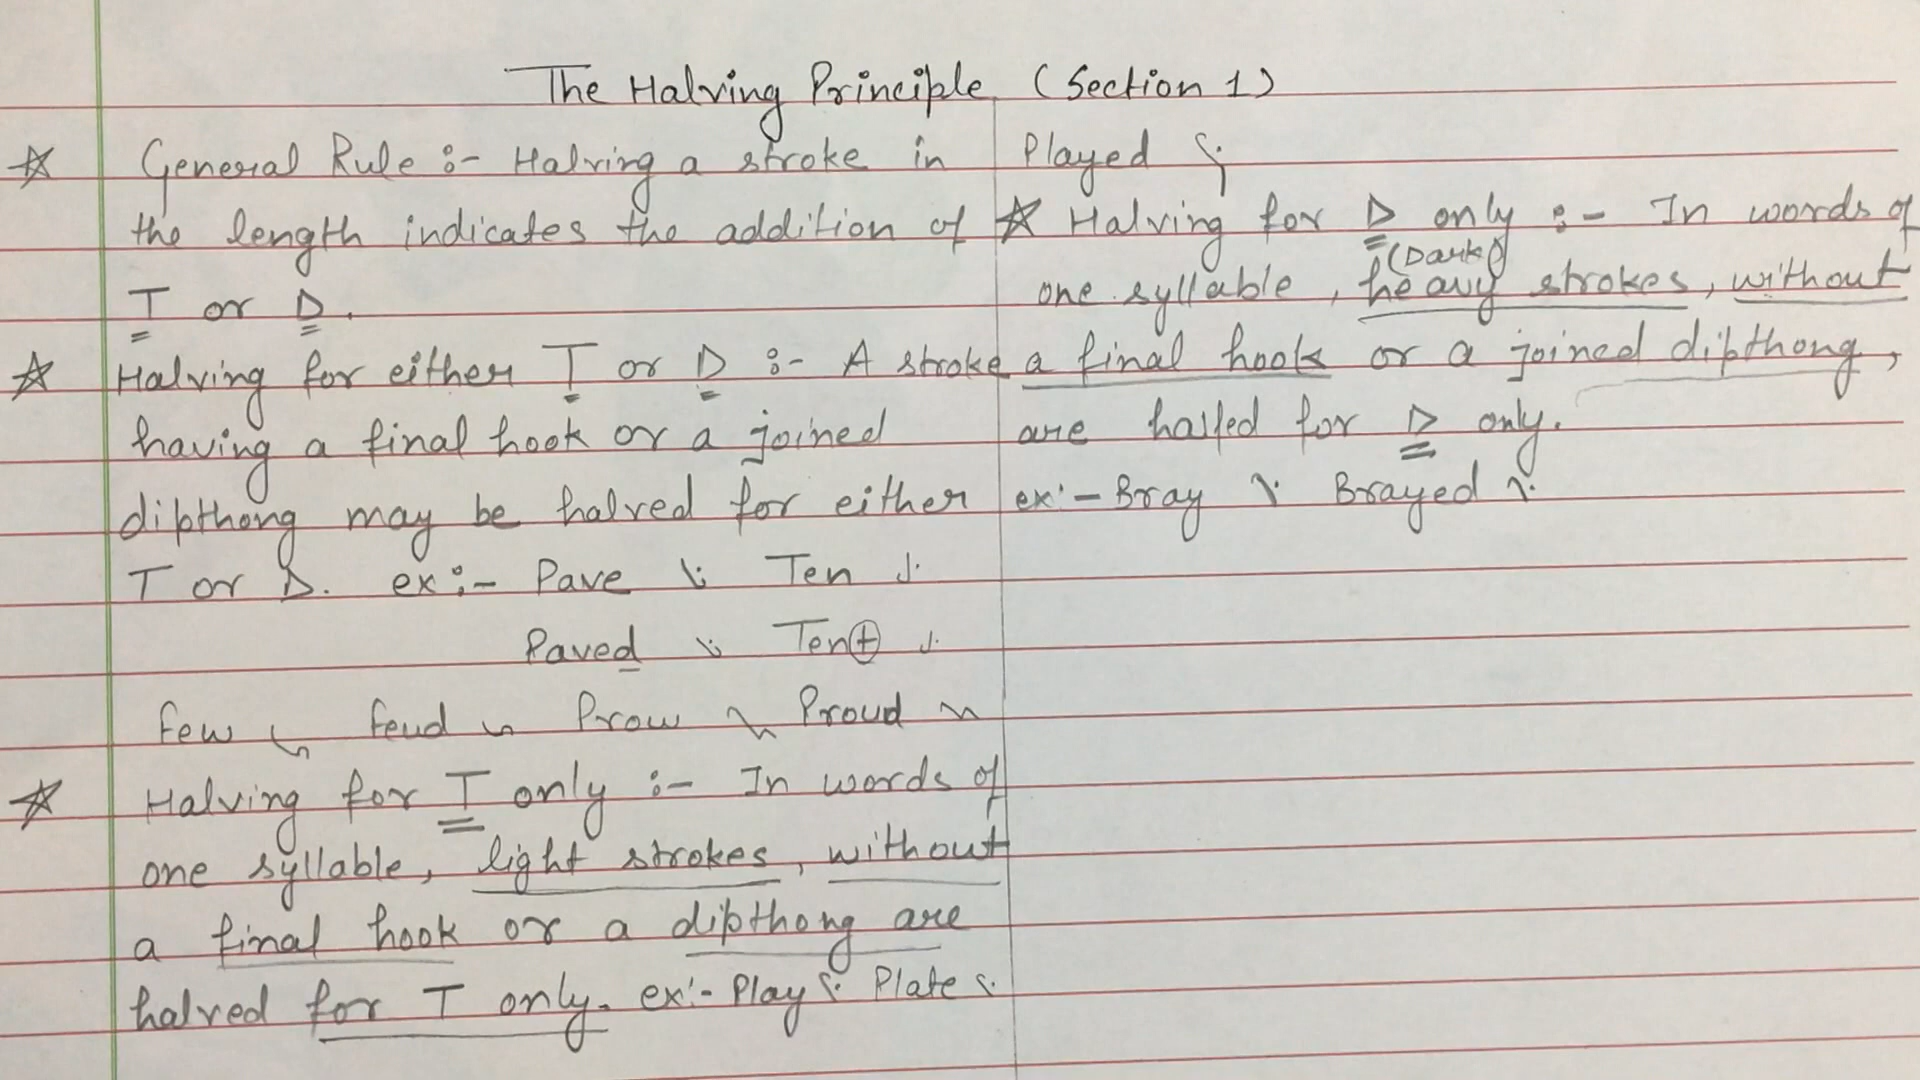 The Halving Principle (Section 1)
☆ General Rule :- Halving a stroke in
the length indicates the addition of
T or D.
☆ Halving for either T or D :- A stroke
having a final hook or a joined
dipthong may be halved for either
T or D. ex:- Pave Ten
Paved Tent
few feud Prow Proud
☆ Halving for T only :- In words of
one syllable, light strokes, without
a final hook or a dipthong are
halved for T only. ex:- Play Plate
Played
☆ Halving for D only :- In words of
(Dark)
one syllable, heavy strokes, without
a final hook or a joined dipthong,
are halfed for D only.
ex:- Bray Brayed